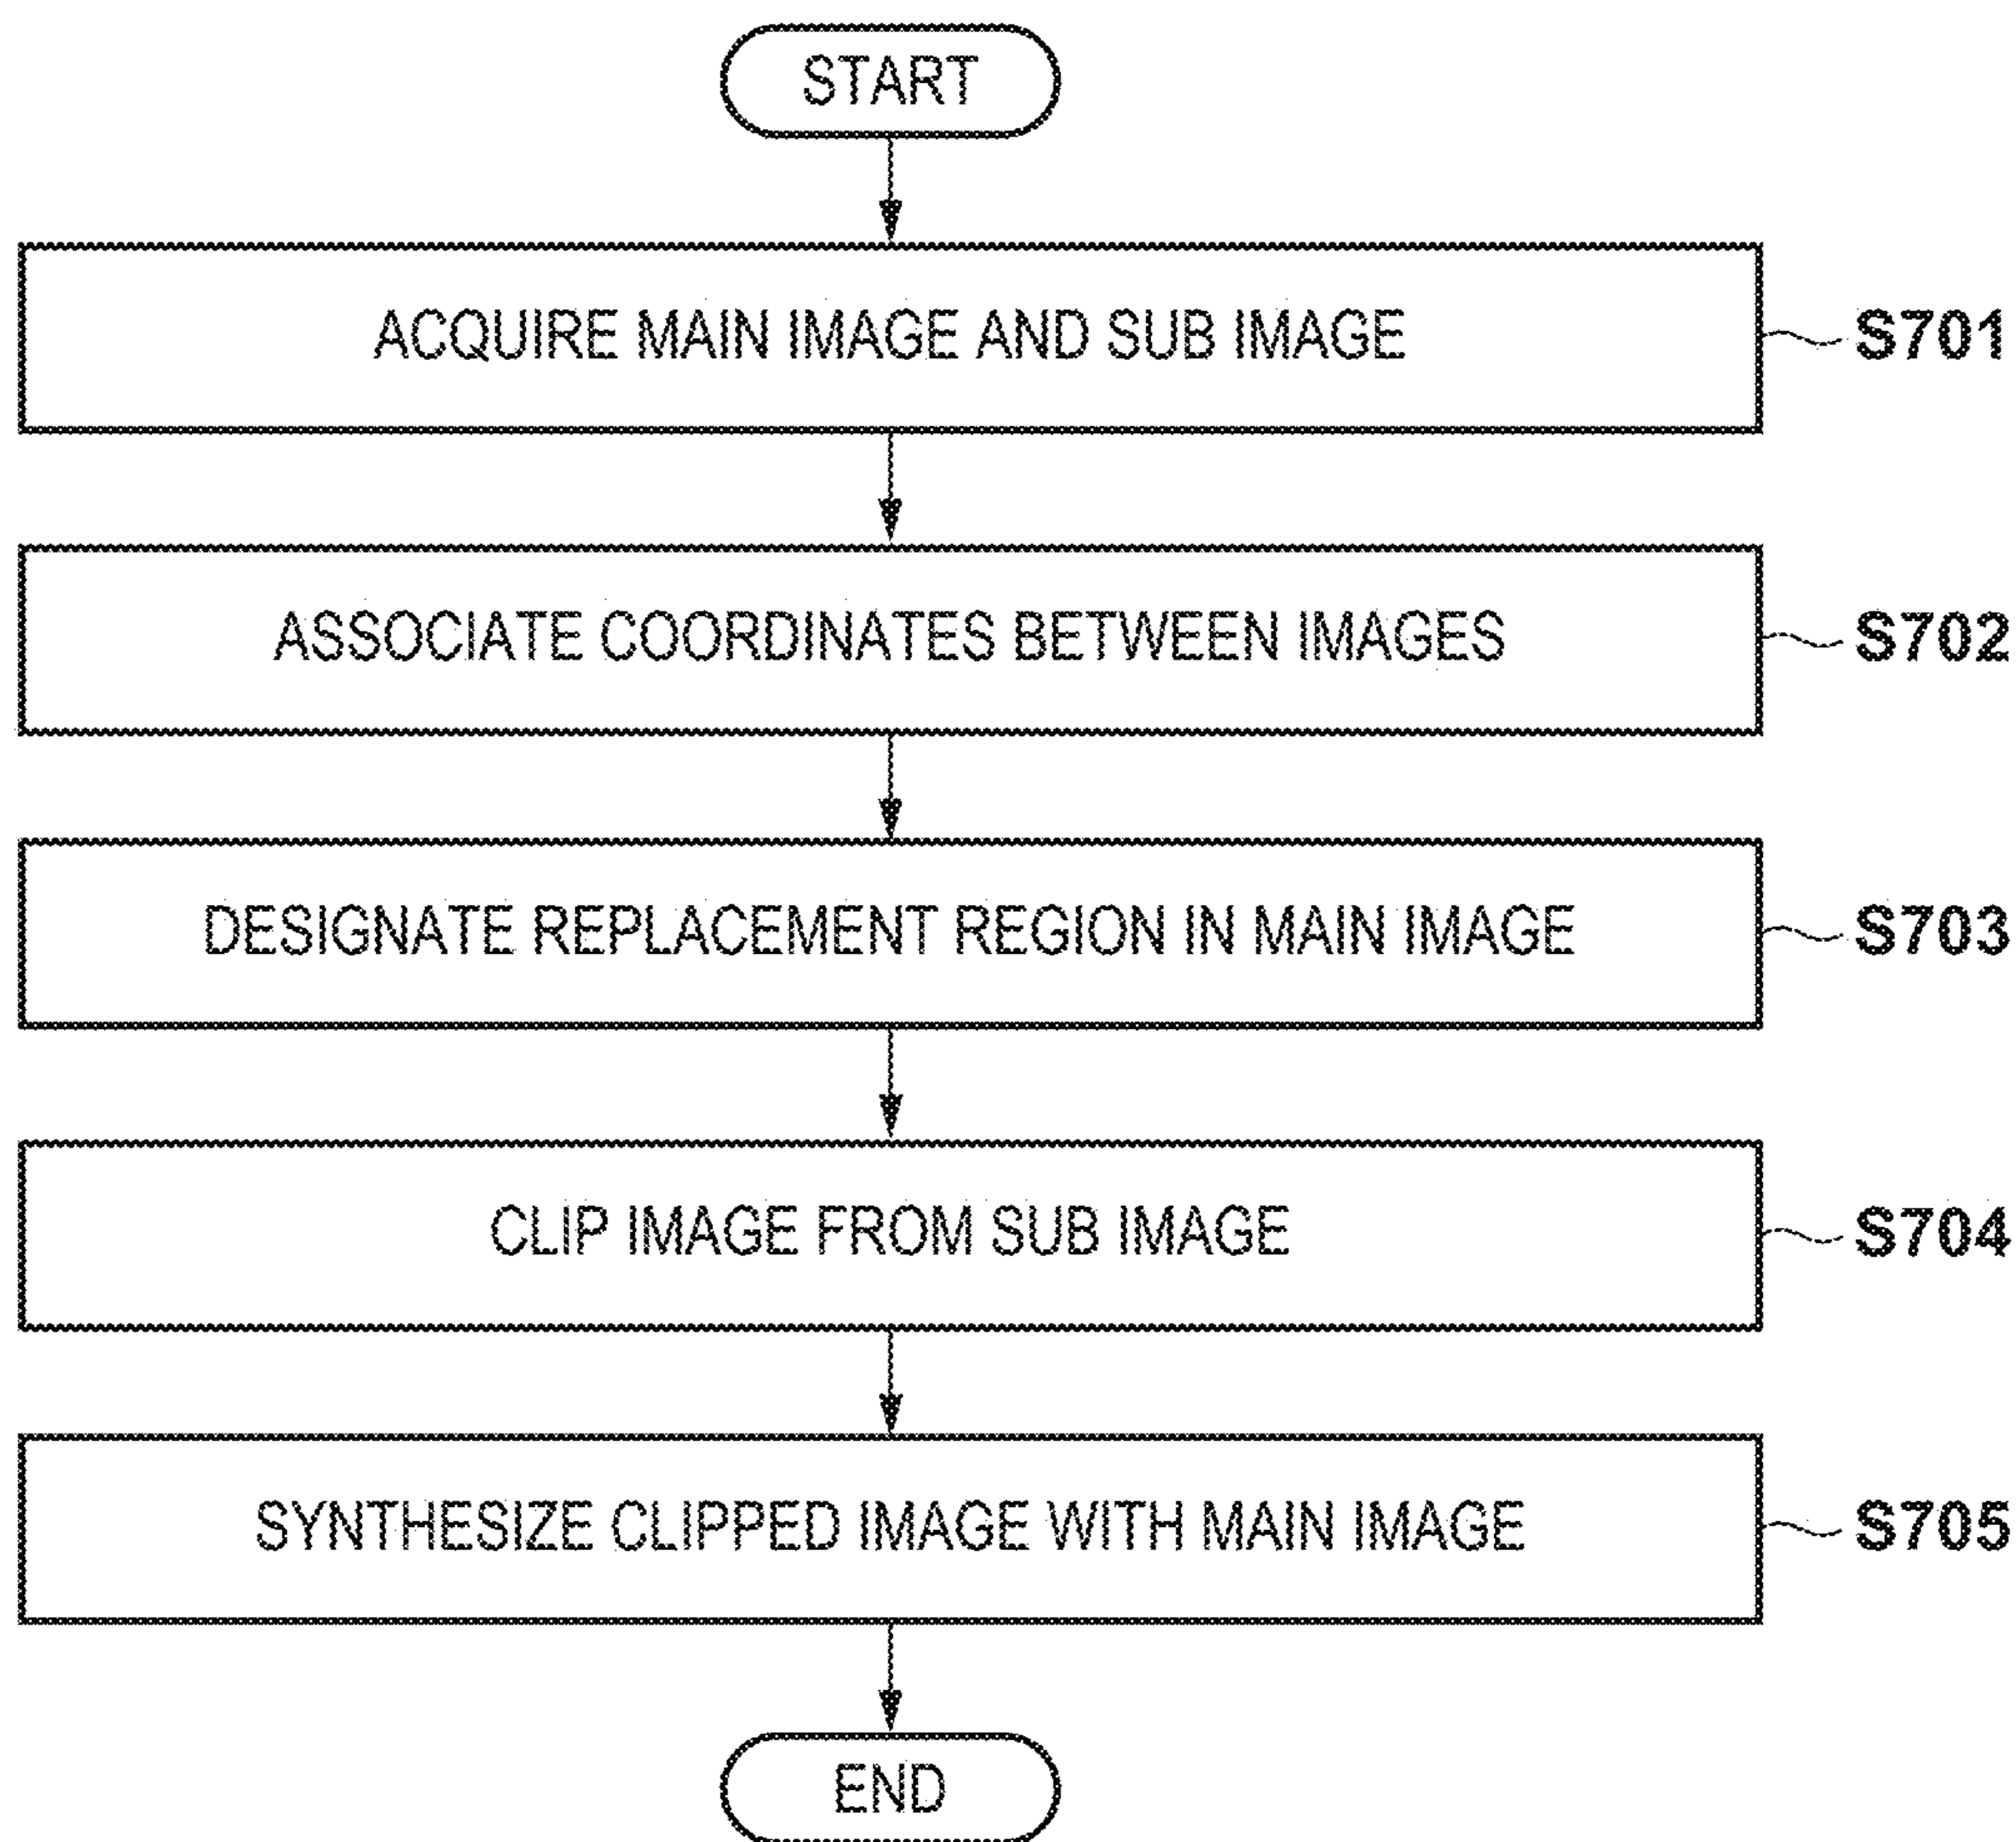 START
ACQUIRE MAIN IMAGE AND SUB IMAGE
S701
ASSOCIATE COORDINATES BETWEEN IMAGES
S702
DESIGNATE REPLACEMENT REGION IN MAIN IMAGE
S703
CLIP IMAGE FROM SUB IMAGE
S704
SYNTHESIZE CLIPPED IMAGE WITH MAIN IMAGE
S705
END